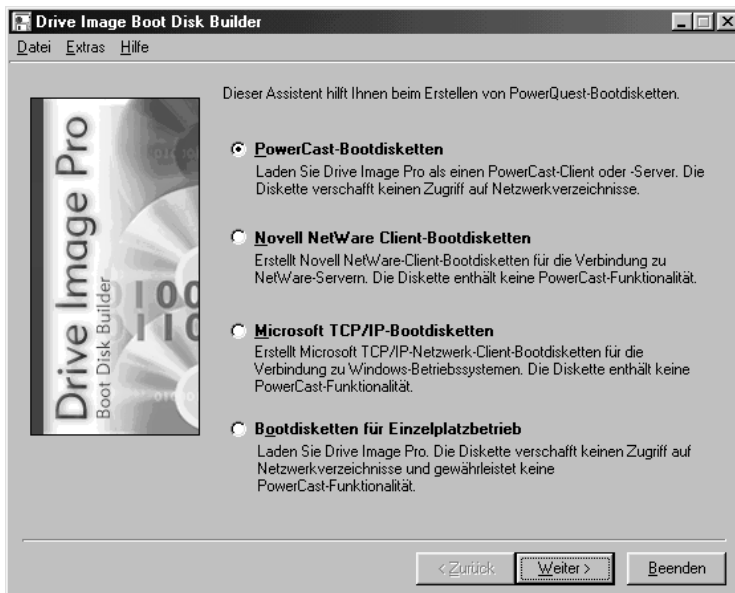 Drive Image Boot Disk Builder
Datei Extras Hilfe
Drive Image Pro
Boot Disk Builder
Dieser Assistent hilft Ihnen beim Erstellen von PowerQuest-Bootdisketten.
PowerCast-Bootdisketten
Laden Sie Drive Image Pro als einen PowerCast-Client oder -Server. Die
Diskette verschafft keinen Zugriff auf Netzwerkverzeichnisse.
Novell NetWare Client-Bootdisketten
Erstellt Novell NetWare-Client-Bootdisketten für die Verbindung zu
NetWare-Servern. Die Diskette enthält keine PowerCast-Funktionalität.
Microsoft TCP/IP-Bootdisketten
Erstellt Microsoft TCP/IP-Netzwerk-Client-Bootdisketten für die
Verbindung zu Windows-Betriebssystemen. Die Diskette enthält keine
PowerCast-Funktionalität.
Bootdisketten für Einzelplatzbetrieb
Laden Sie Drive Image Pro. Die Diskette verschafft keinen Zugriff auf
Netzwerkverzeichnisse und gewährleistet keine
PowerCast-Funktionalität.
< Zurück Weiter > Beenden